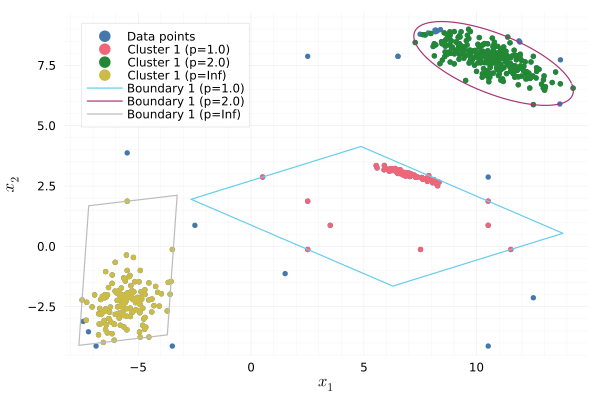 Data points
Cluster 1 (p=1.0)
Cluster 1 (p=2.0)
Cluster 1 (p=Inf)
Boundary 1 (p=1.0)
Boundary 1 (p=2.0)
Boundary 1 (p=Inf)
7.5
5.0
2.5
0.0
−2.5
x₂
−5 0 5 10
x₁